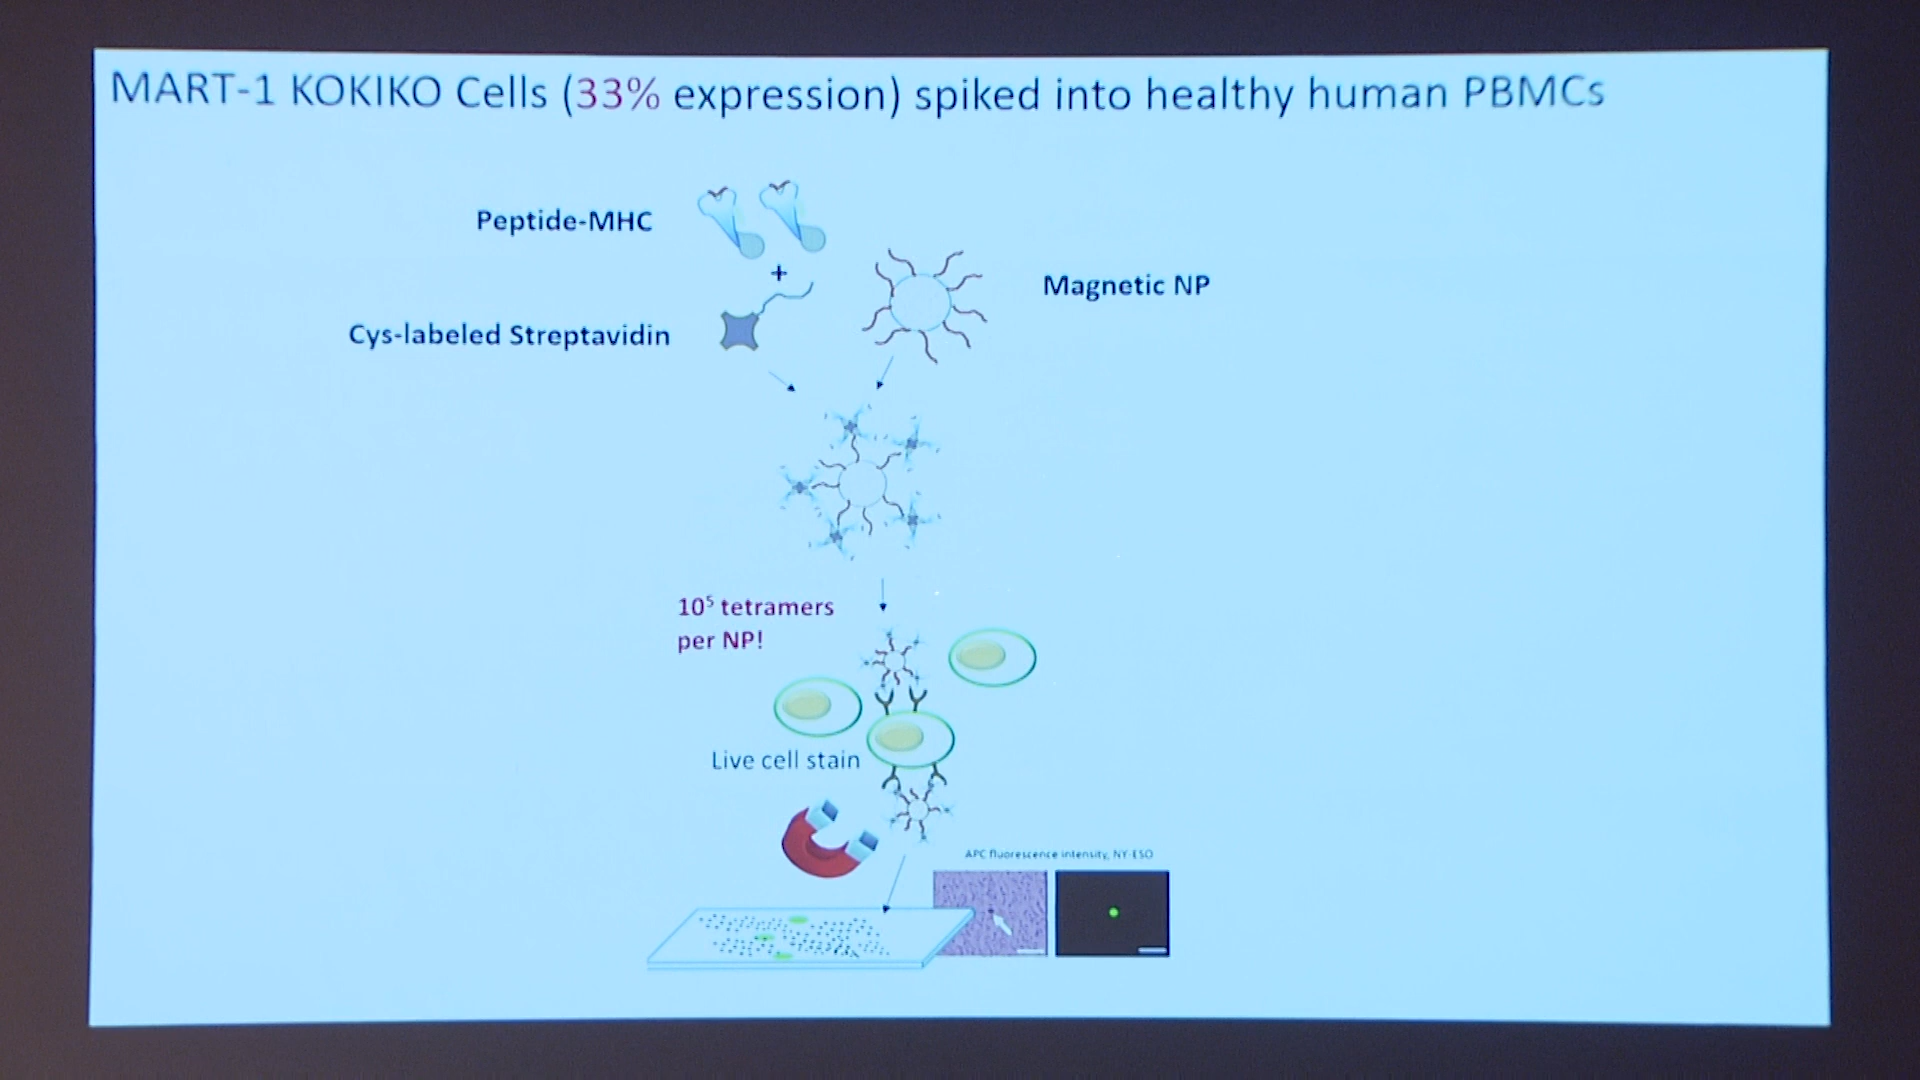 MART-1 KOKIKO Cells (33% expression) spiked into healthy human PBMCs
Peptide-MHC
+
Magnetic NP
Cys-labeled Streptavidin
10⁵ tetramers
per NP!
Live cell stain
APC fluorescence intensity, NY-ESO